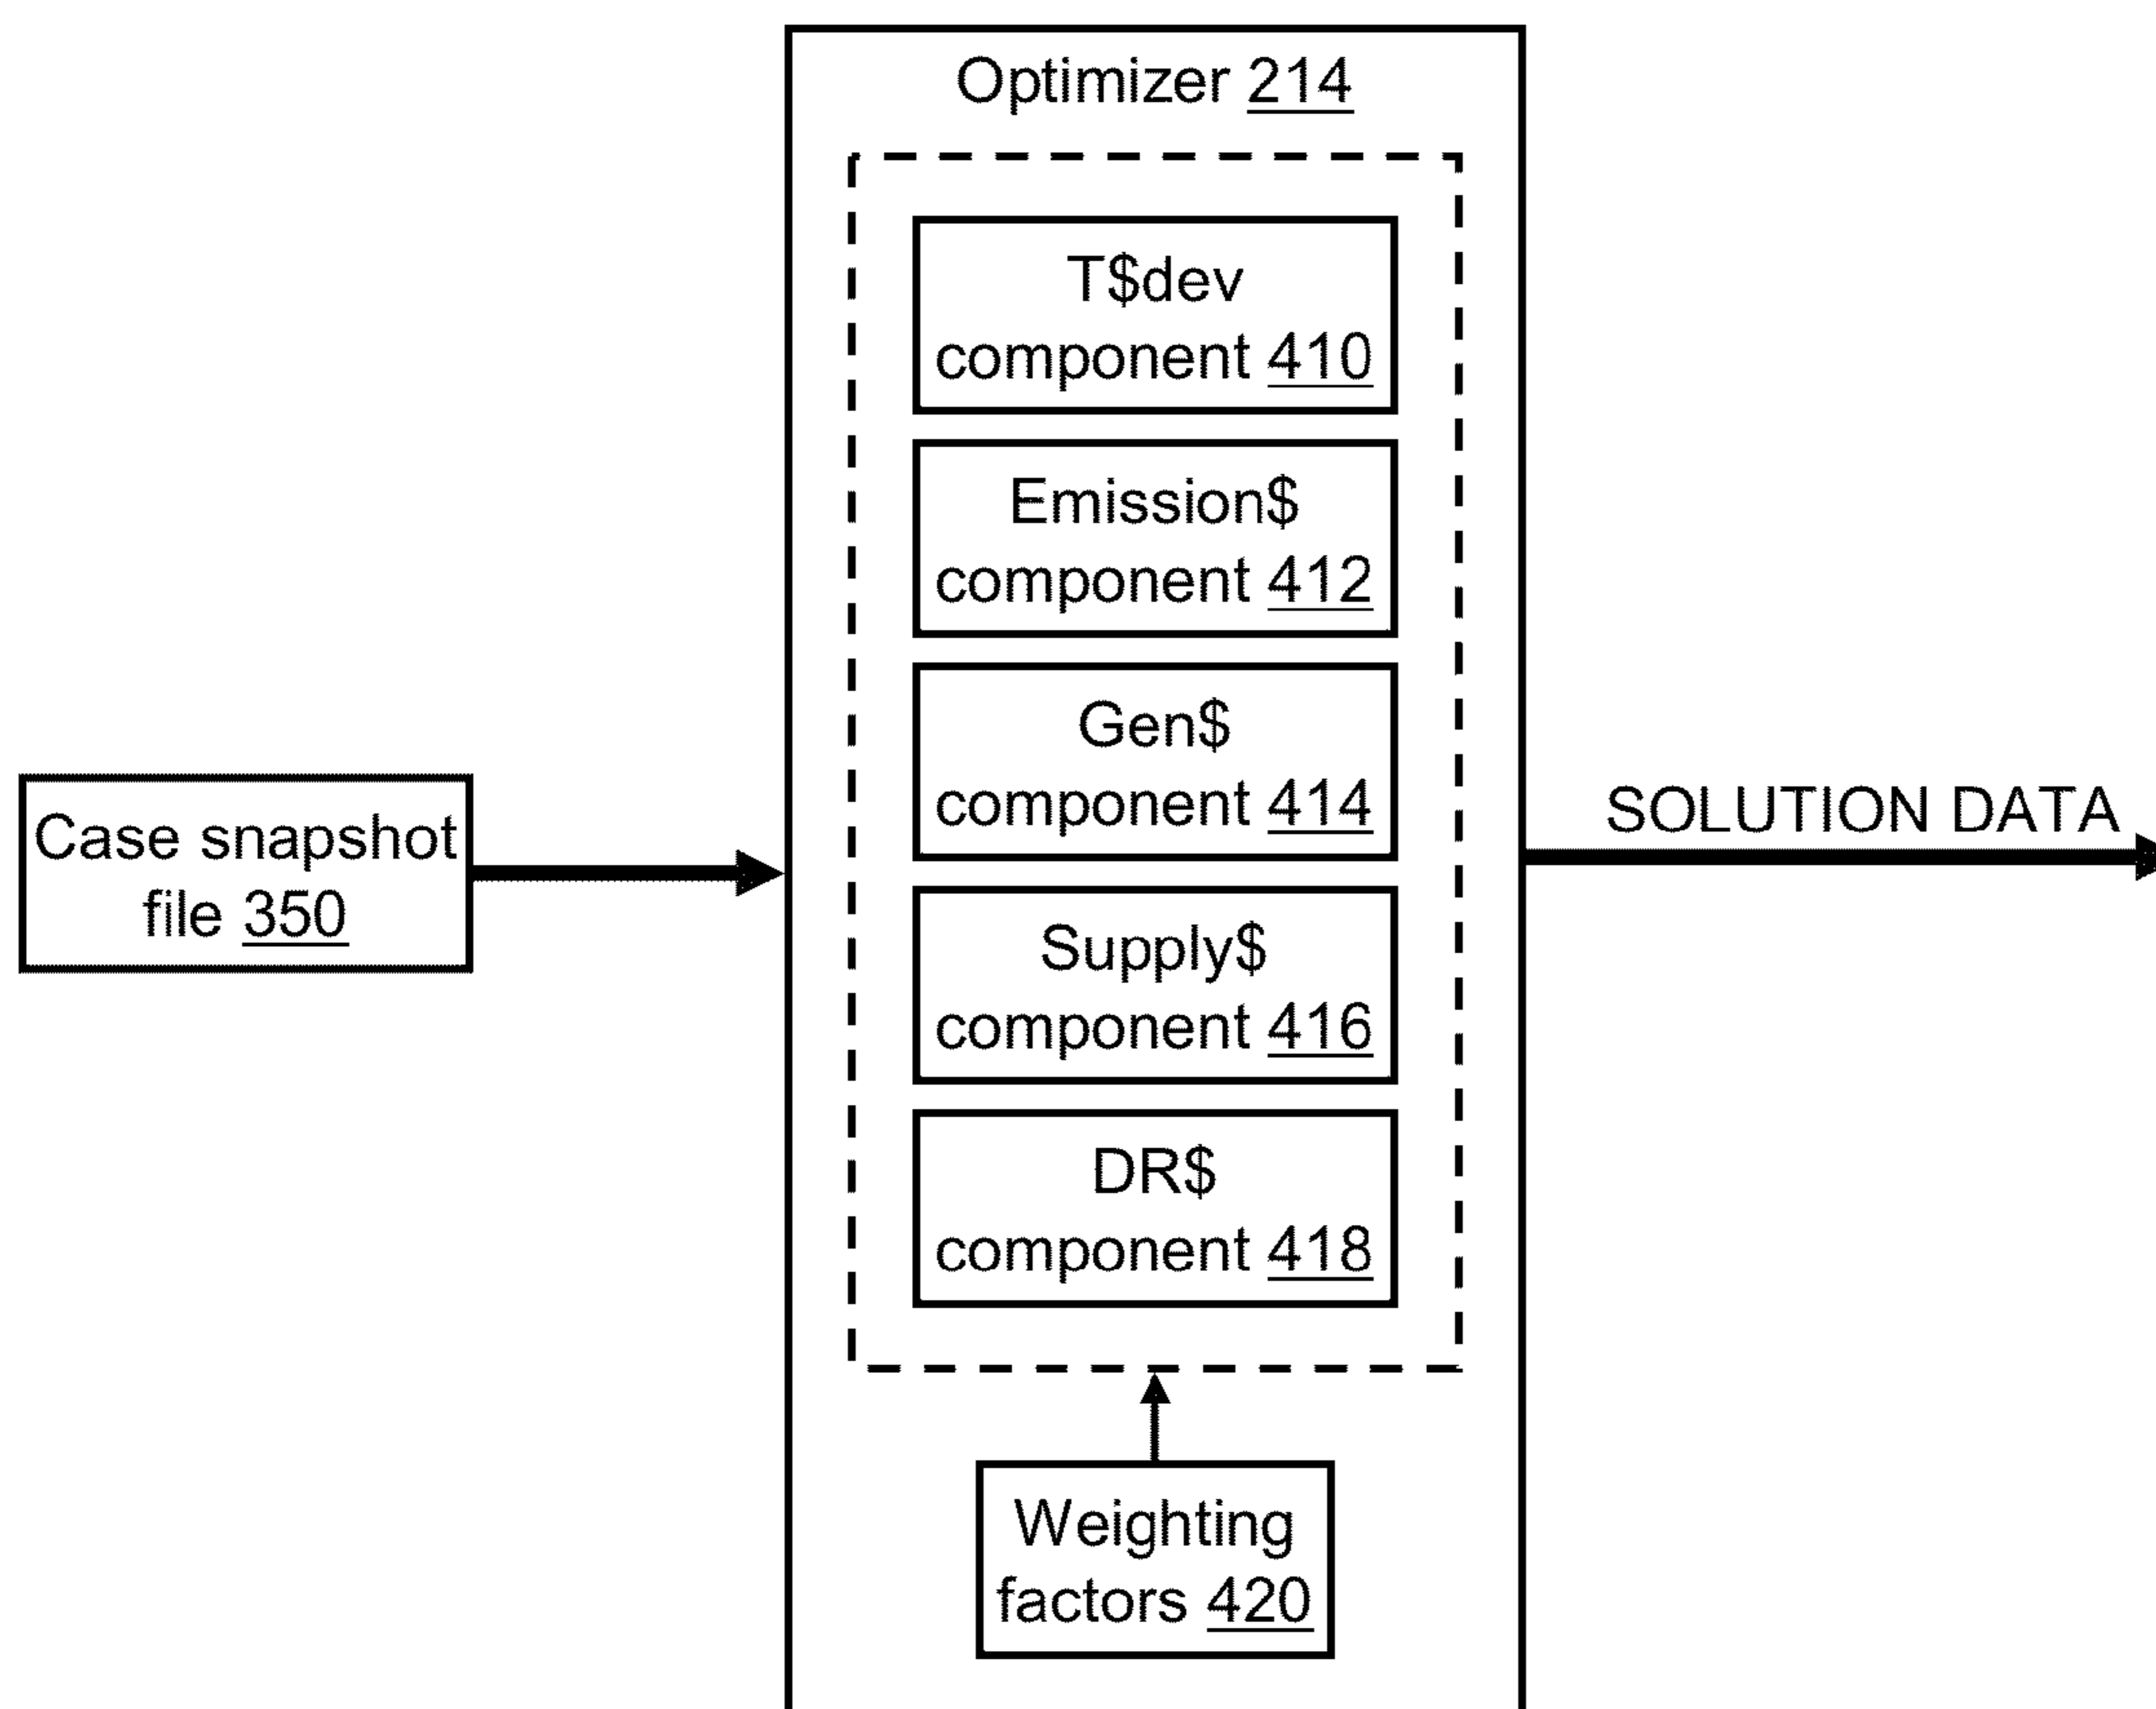 Optimizer 214
T$dev
component 410
Emission$
component 412
Gen$
component 414
Supply$
component 416
DR$
component 418
Case snapshot
file 350
SOLUTION DATA
Weighting
factors 420